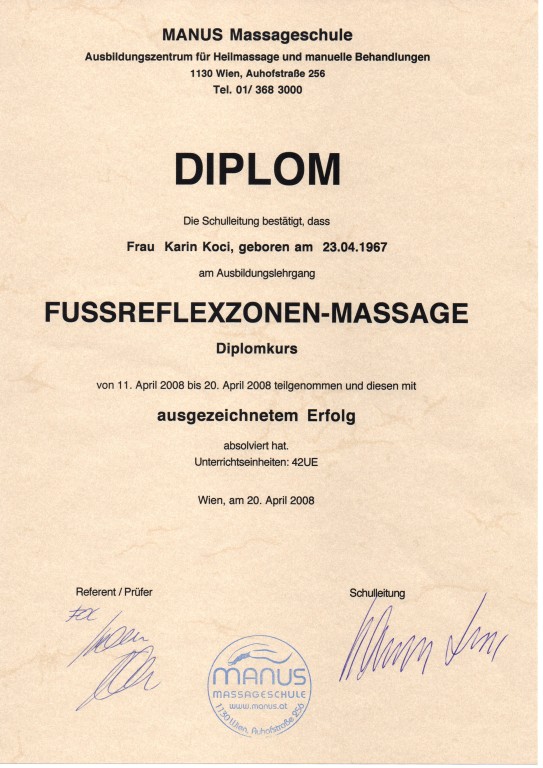 MANUS Massageschule
Ausbildungszentrum für Heilmassage und manuelle Behandlungen
1130 Wien, Auhofstraße 256
Tel. 01/ 368 3000
DIPLOM
Die Schulleitung bestätigt, dass
Frau Karin Koci, geboren am 23.04.1967
am Ausbildungslehrgang
FUSSREFLEXZONEN-MASSAGE
Diplomkurs
von 11. April 2008 bis 20. April 2008 teilgenommen und diesen mit
ausgezeichnetem Erfolg
absolviert hat.
Unterrichtseinheiten: 42UE
Wien, am 20. April 2008
Referent / Prüfer
Schulleitung
MANUS
MASSAGESCHULE
www.manus.at
1130 Wien, Auhofstraße 256